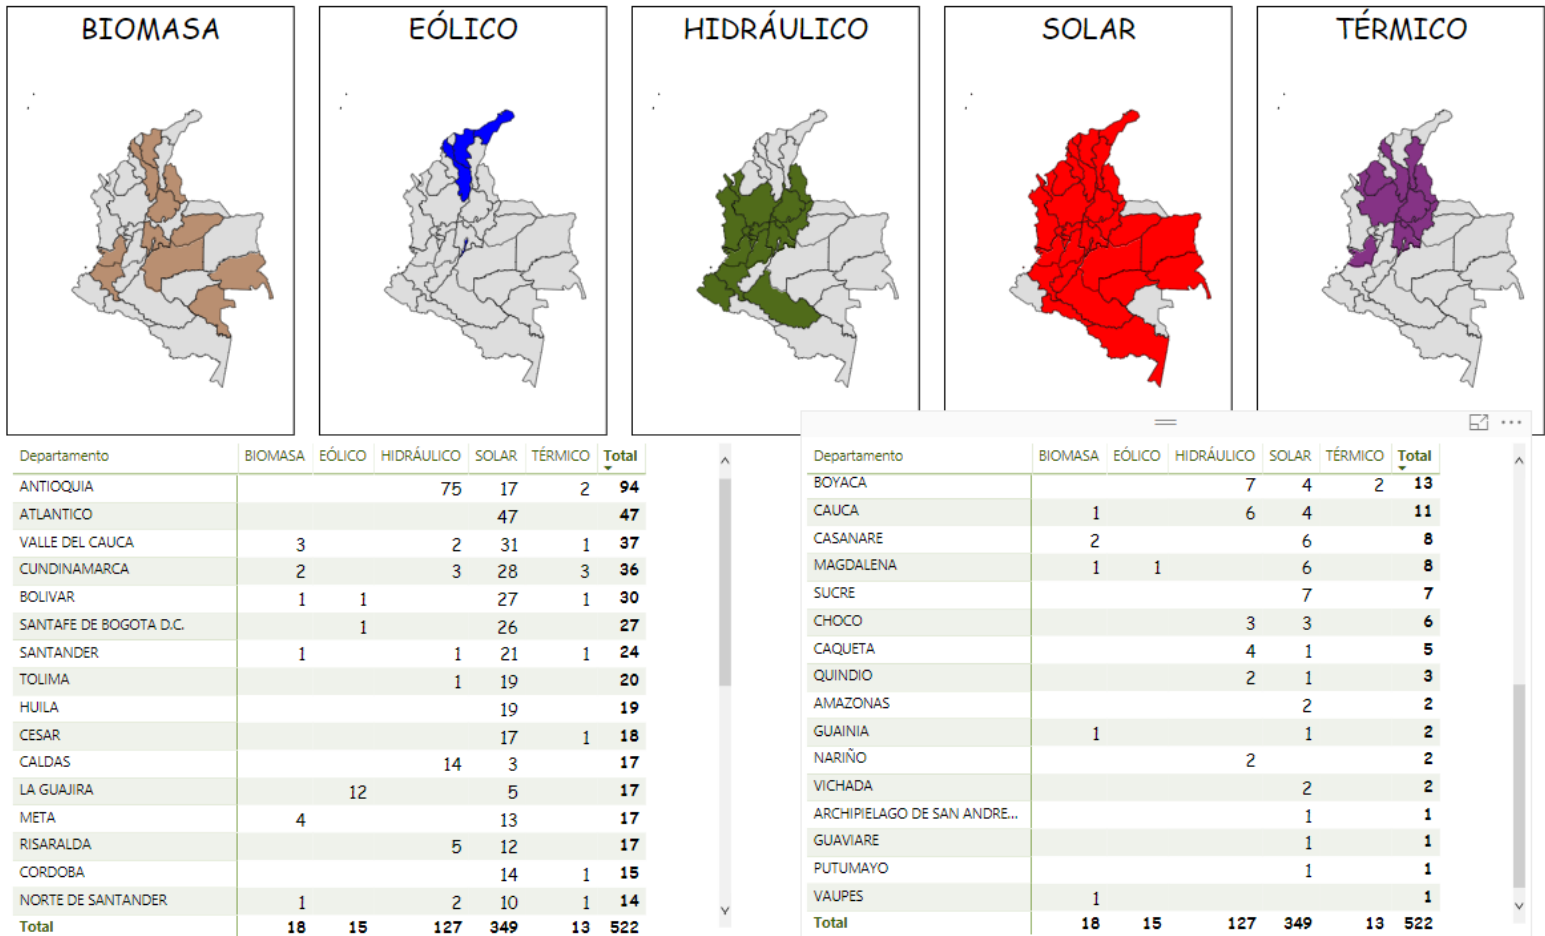 BIOMASA
EÓLICO
HIDRÁULICO
SOLAR
TÉRMICO
Departamento BIOMASA EÓLICO HIDRÁULICO SOLAR TÉRMICO Total
ANTIOQUIA 75 17 2 94
ATLANTICO 47 47
VALLE DEL CAUCA 3 2 31 1 37
CUNDINAMARCA 2 3 28 3 36
BOLIVAR 1 1 27 1 30
SANTAFE DE BOGOTA D.C. 1 26 27
SANTANDER 1 1 21 1 24
TOLIMA 1 19 20
HUILA 19 19
CESAR 17 1 18
CALDAS 14 3 17
LA GUAJIRA 12 5 17
META 4 13 17
RISARALDA 5 12 17
CORDOBA 14 1 15
NORTE DE SANTANDER 1 2 10 1 14
Total 18 15 127 349 13 522
Departamento BIOMASA EÓLICO HIDRÁULICO SOLAR TÉRMICO Total
BOYACA 7 4 2 13
CAUCA 1 6 4 11
CASANARE 2 6 8
MAGDALENA 1 1 6 8
SUCRE 7 7
CHOCO 3 3 6
CAQUETA 4 1 5
QUINDIO 2 1 3
AMAZONAS 2 2
GUAINIA 1 1 2
NARIÑO 2 2
VICHADA 2 2
ARCHIPIELAGO DE SAN ANDRE... 1 1
GUAVIARE 1 1
PUTUMAYO 1 1
VAUPES 1 1
Total 18 15 127 349 13 522